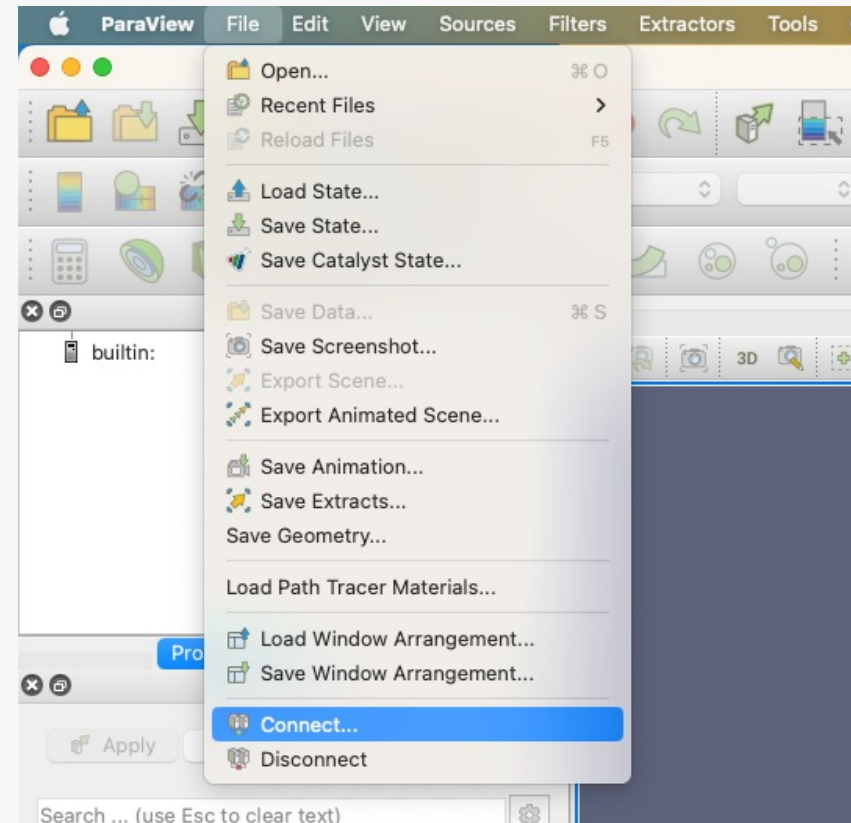 ParaView File Edit View Sources Filters Extractors Tools
Open... ⌘ O
Recent Files
Reload Files F5
Load State...
Save State...
Save Catalyst State...
Save Data... ⌘ S
Save Screenshot...
Export Scene...
Export Animated Scene...
Save Animation...
Save Extracts...
Save Geometry...
Load Path Tracer Materials...
Load Window Arrangement...
Save Window Arrangement...
Connect...
Disconnect
builtin:
3D
Pro
Apply
Search ... (use Esc to clear text)